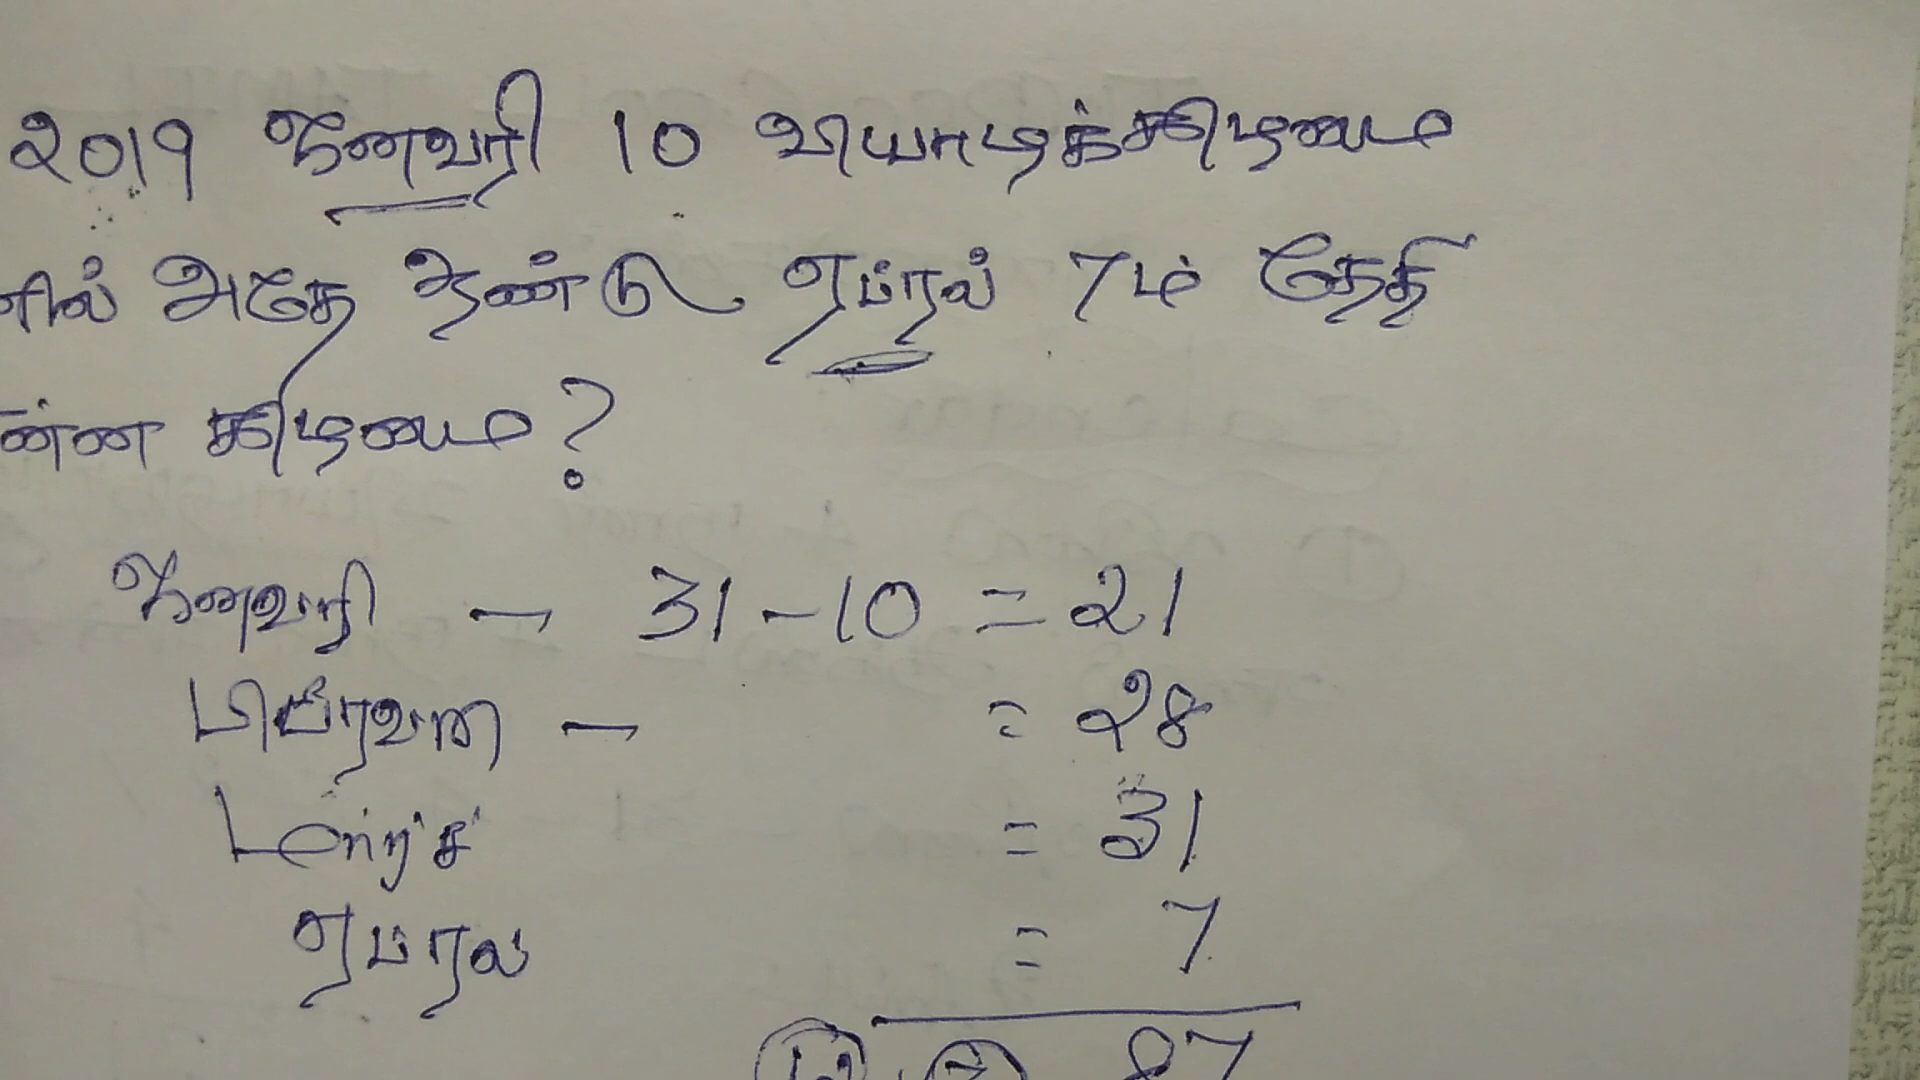 2019 ஜனவரி 10 வியாழக்கிழமை
ரில் அதே ஆண்டு ஏப்ரல் 7ம் தேதி
ன்ன கிழமை?
ஜனவரி - 31 - 10 = 21
பிப்ரவரி - = 28
மார்ச் = 31
ஏப்ரல் = 7
87